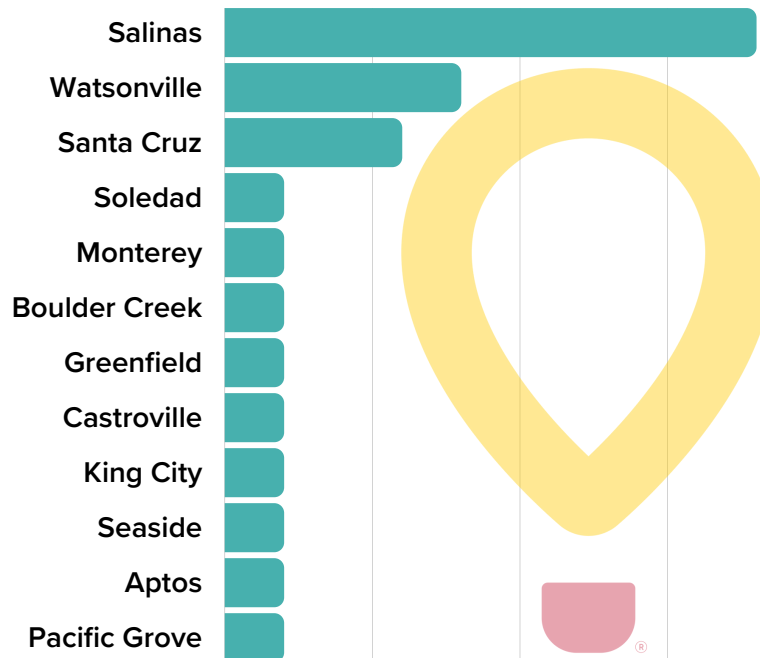 Salinas
Watsonville
Santa Cruz
Soledad
Monterey
Boulder Creek
Greenfield
Castroville
King City
Seaside
Aptos
Pacific Grove
®